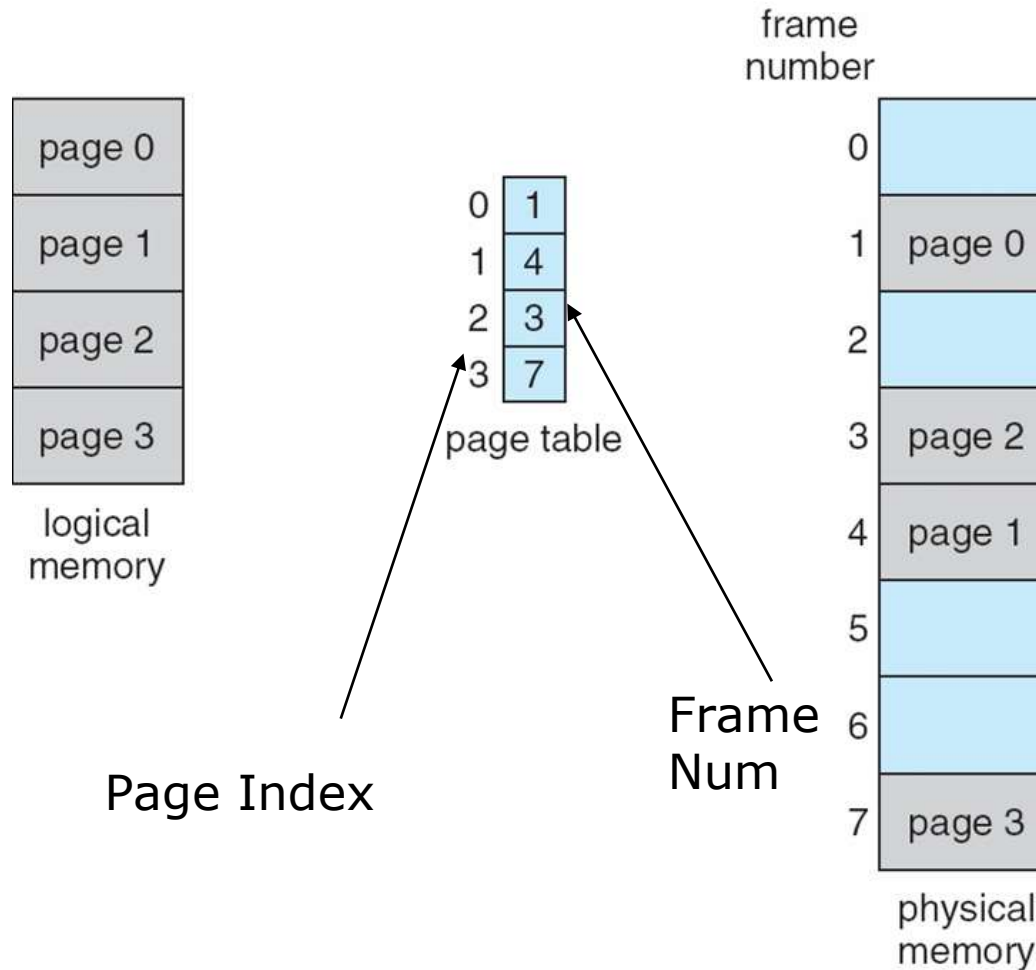 page 0
page 1
page 2
page 3
logical
memory
0 1
1 4
2 3
3 7
page table
Page Index
Frame
Num
frame
number
0
1 page 0
2
3 page 2
4 page 1
5
6
7 page 3
physical
memory